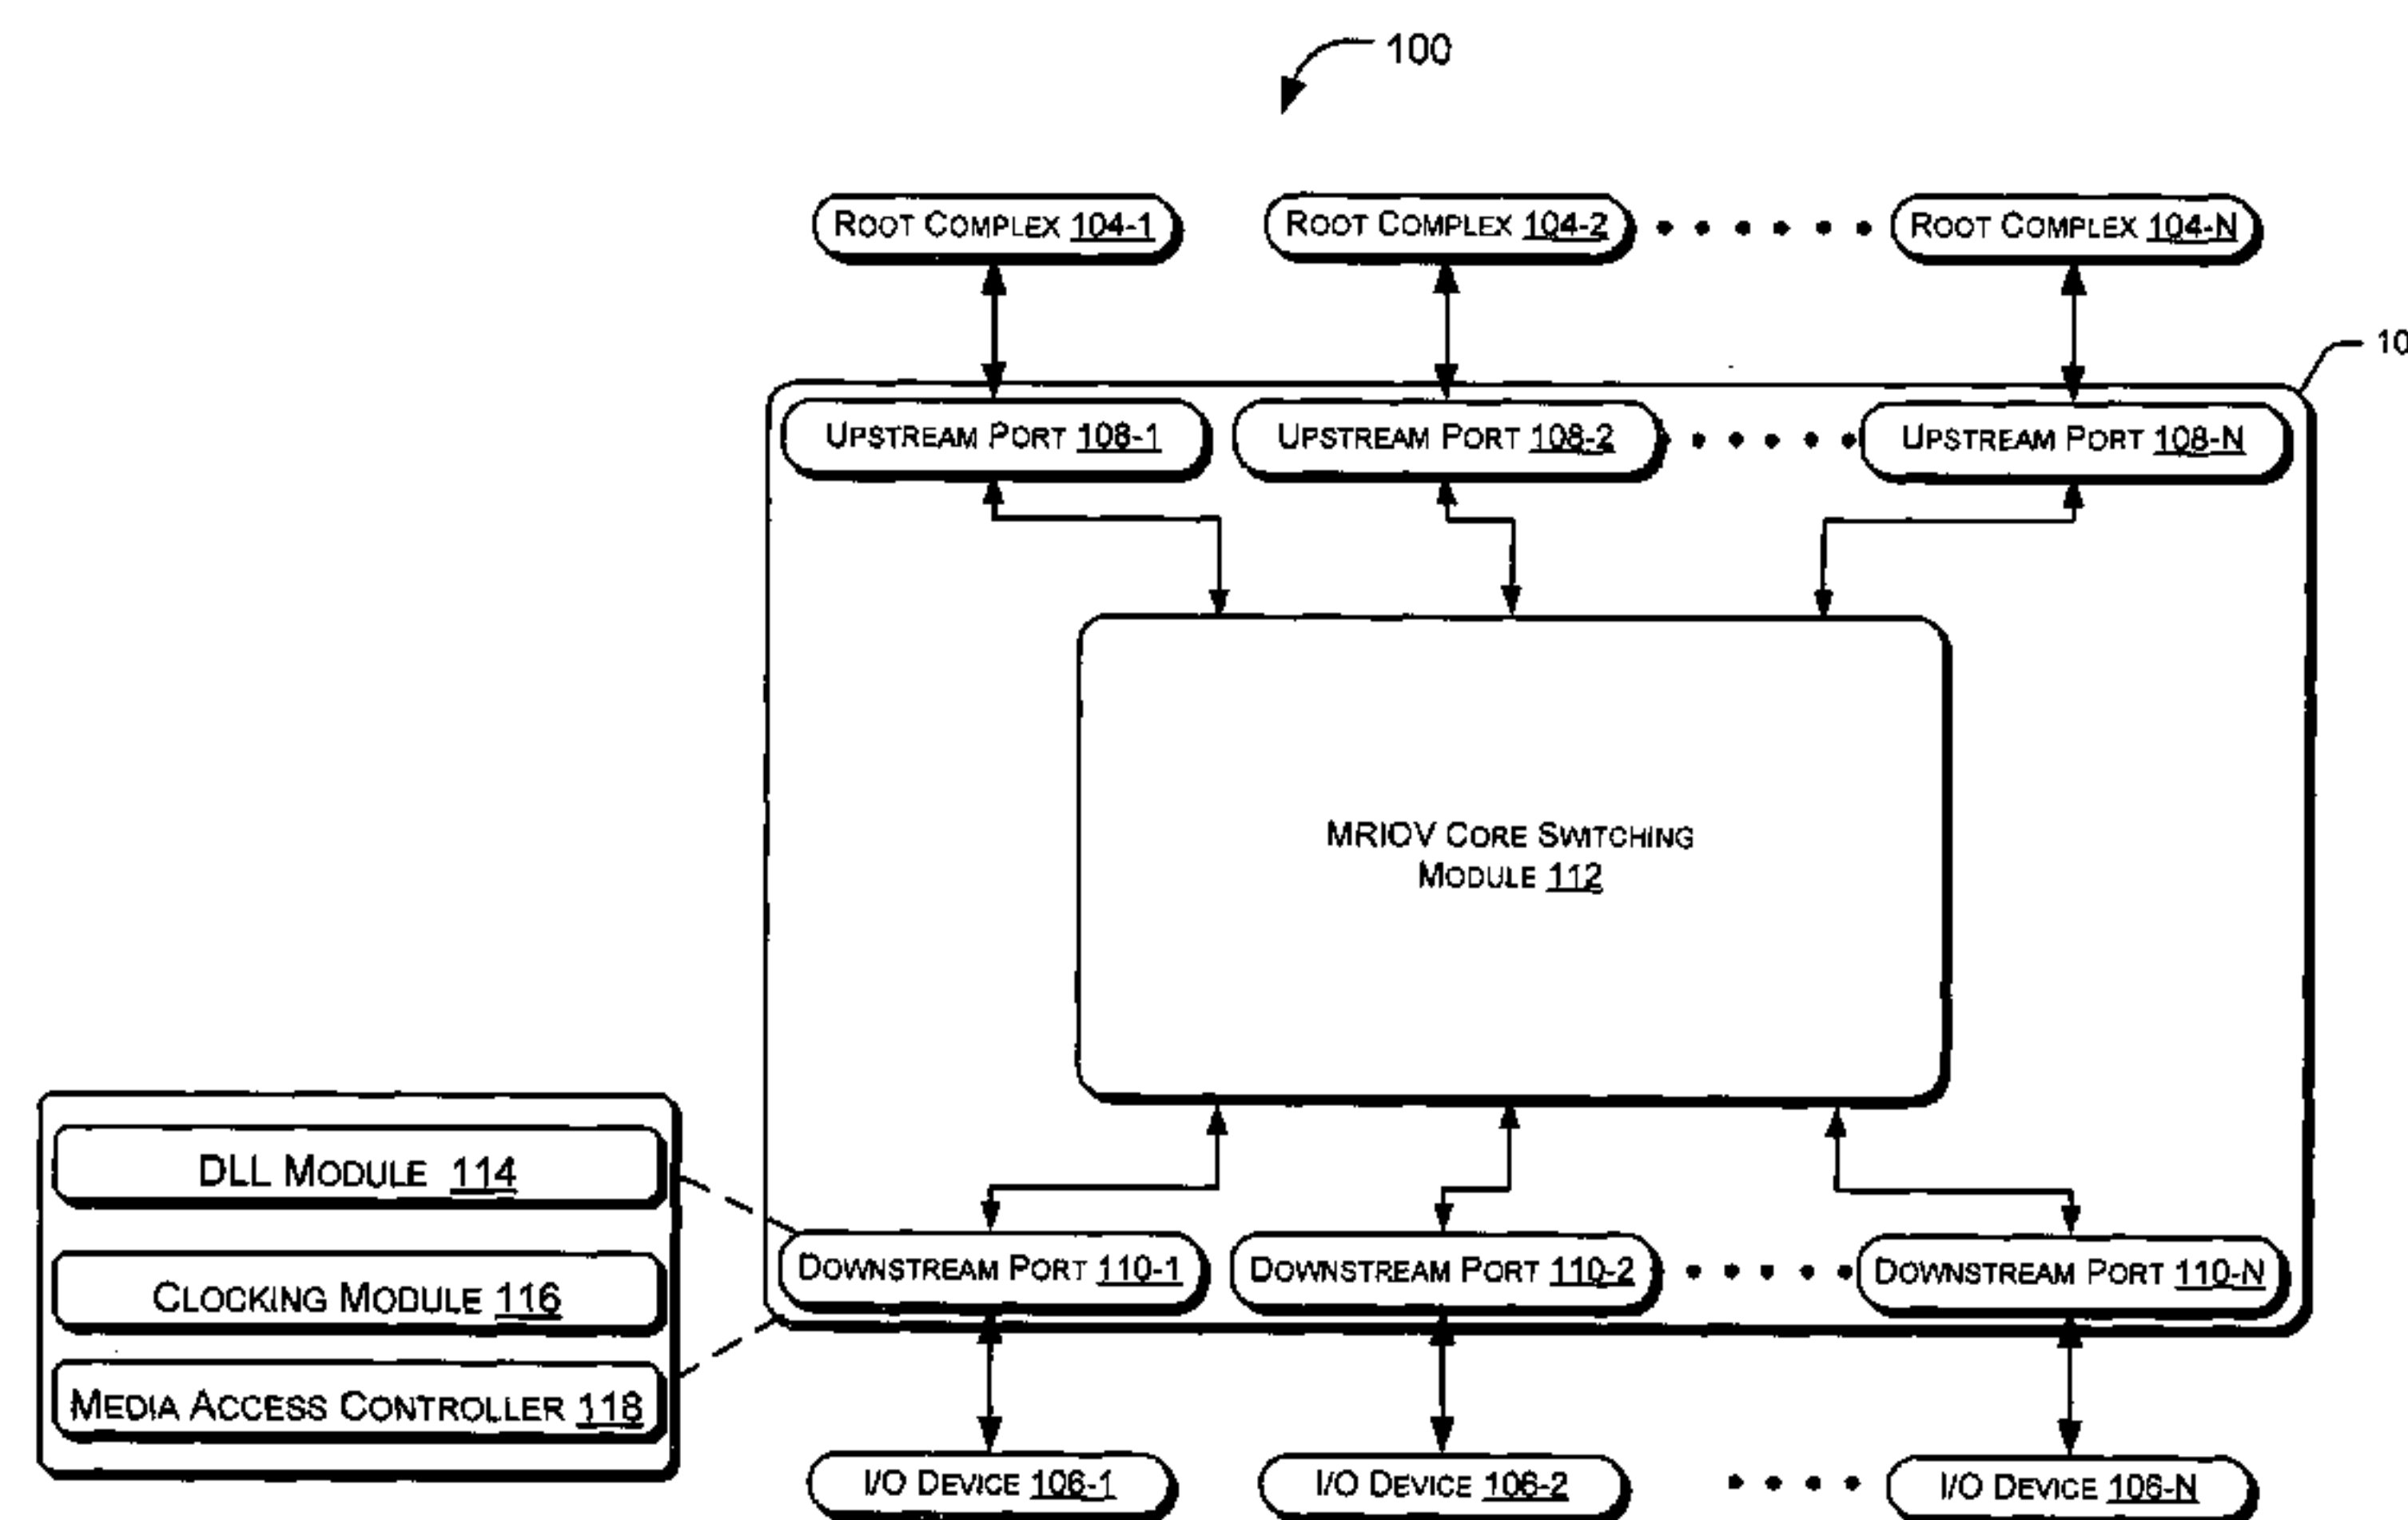 100
ROOT COMPLEX 104-1
ROOT COMPLEX 104-2
ROOT COMPLEX 104-N
10
UPSTREAM PORT 108-1
UPSTREAM PORT 108-2
UPSTREAM PORT 108-N
MRIOV CORE SWITCHING
MODULE 112
DLL MODULE 114
CLOCKING MODULE 116
MEDIA ACCESS CONTROLLER 118
DOWNSTREAM PORT 110-1
DOWNSTREAM PORT 110-2
DOWNSTREAM PORT 110-N
I/O DEVICE 106-1
I/O DEVICE 106-2
I/O DEVICE 106-N